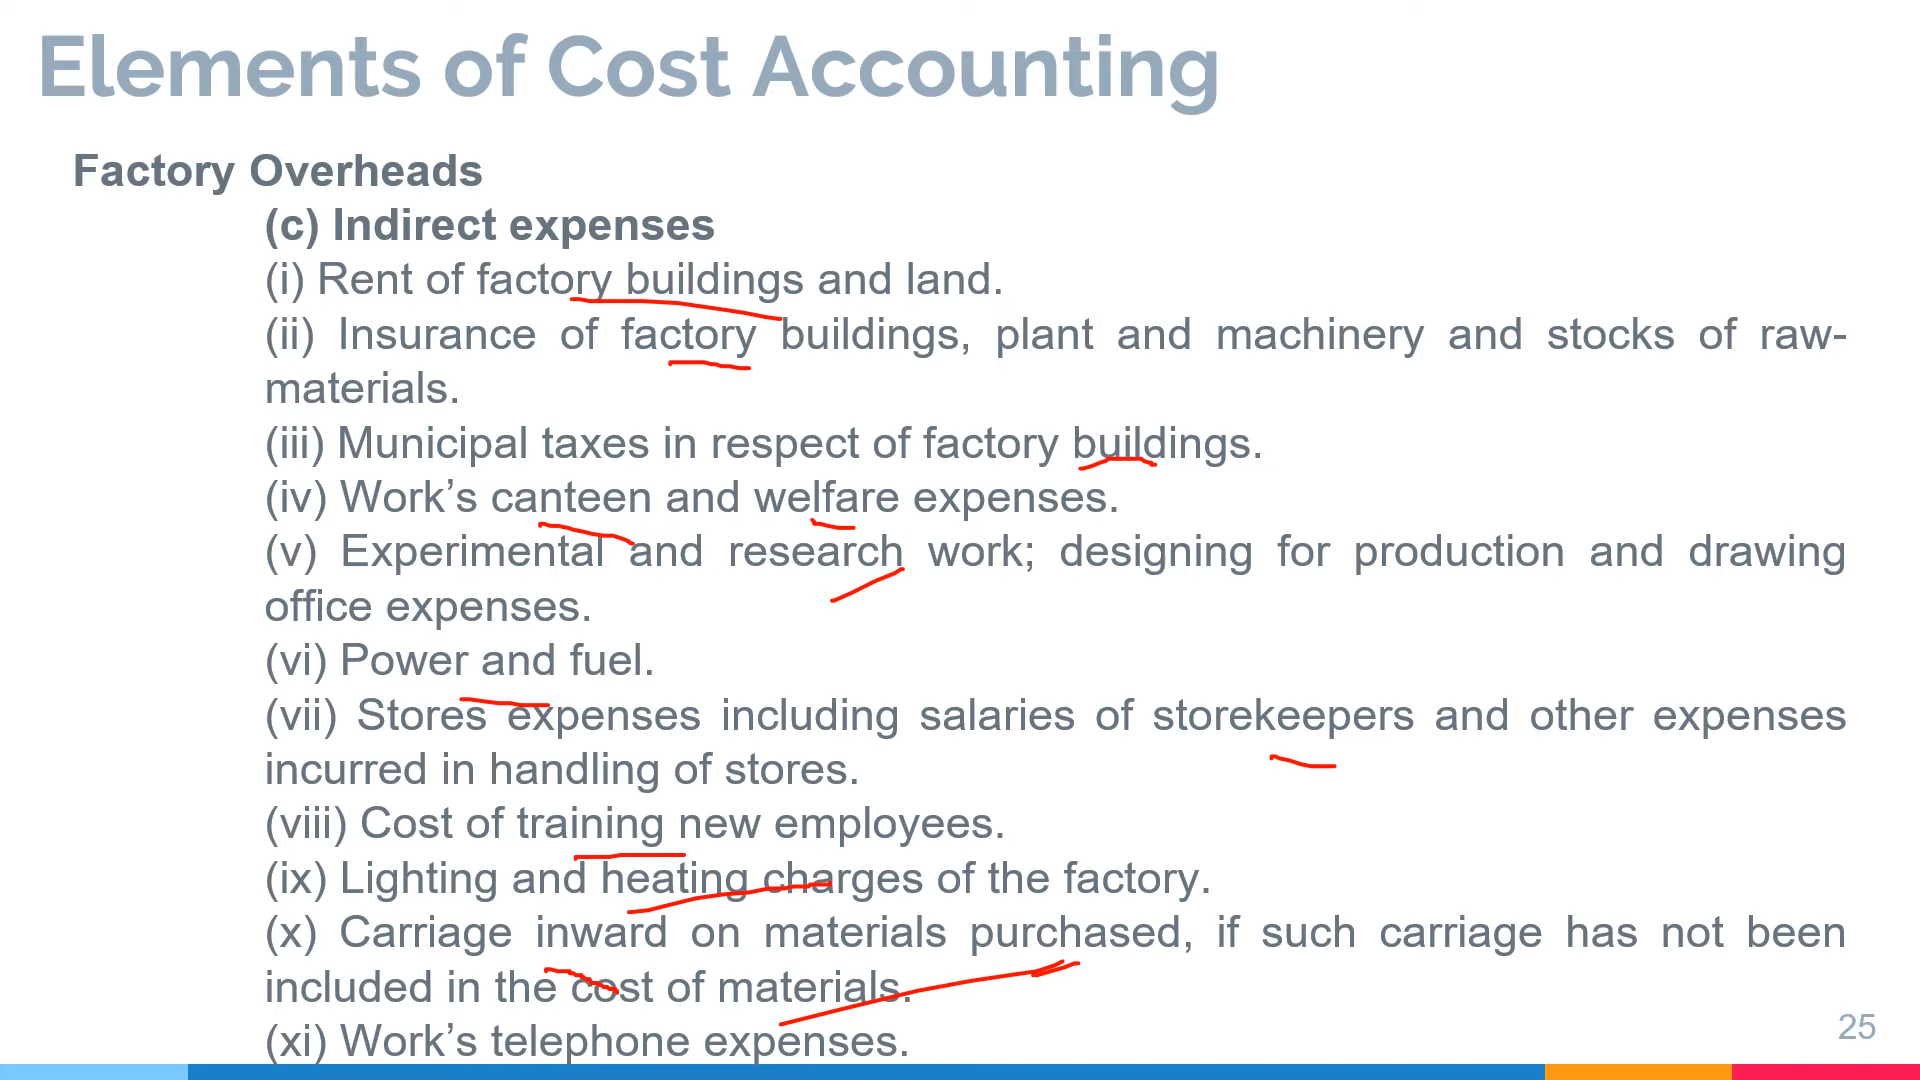 Elements of Cost Accounting
Factory Overheads
(c) Indirect expenses
(i) Rent of factory buildings and land.
(ii) Insurance of factory buildings, plant and machinery and stocks of raw-
materials.
(iii) Municipal taxes in respect of factory buildings.
(iv) Work’s canteen and welfare expenses.
(v) Experimental and research work; designing for production and drawing
office expenses.
(vi) Power and fuel.
(vii) Stores expenses including salaries of storekeepers and other expenses
incurred in handling of stores.
(viii) Cost of training new employees.
(ix) Lighting and heating charges of the factory.
(x) Carriage inward on materials purchased, if such carriage has not been
included in the cost of materials.
(xi) Work’s telephone expenses.
25